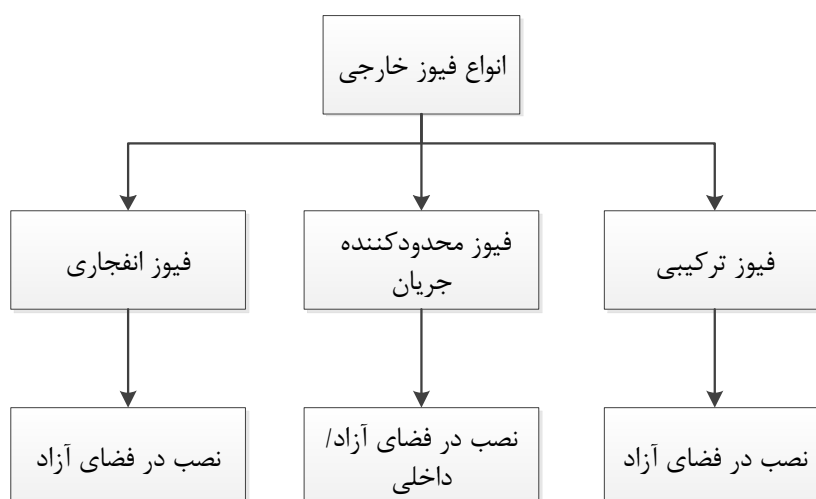 انواع فیوز خارجی
فیوز ترکیبی
فیوز محدودکننده
جریان
فیوز انفجاری
نصب در فضای آزاد
نصب در فضای آزاد/
داخلی
نصب در فضای آزاد